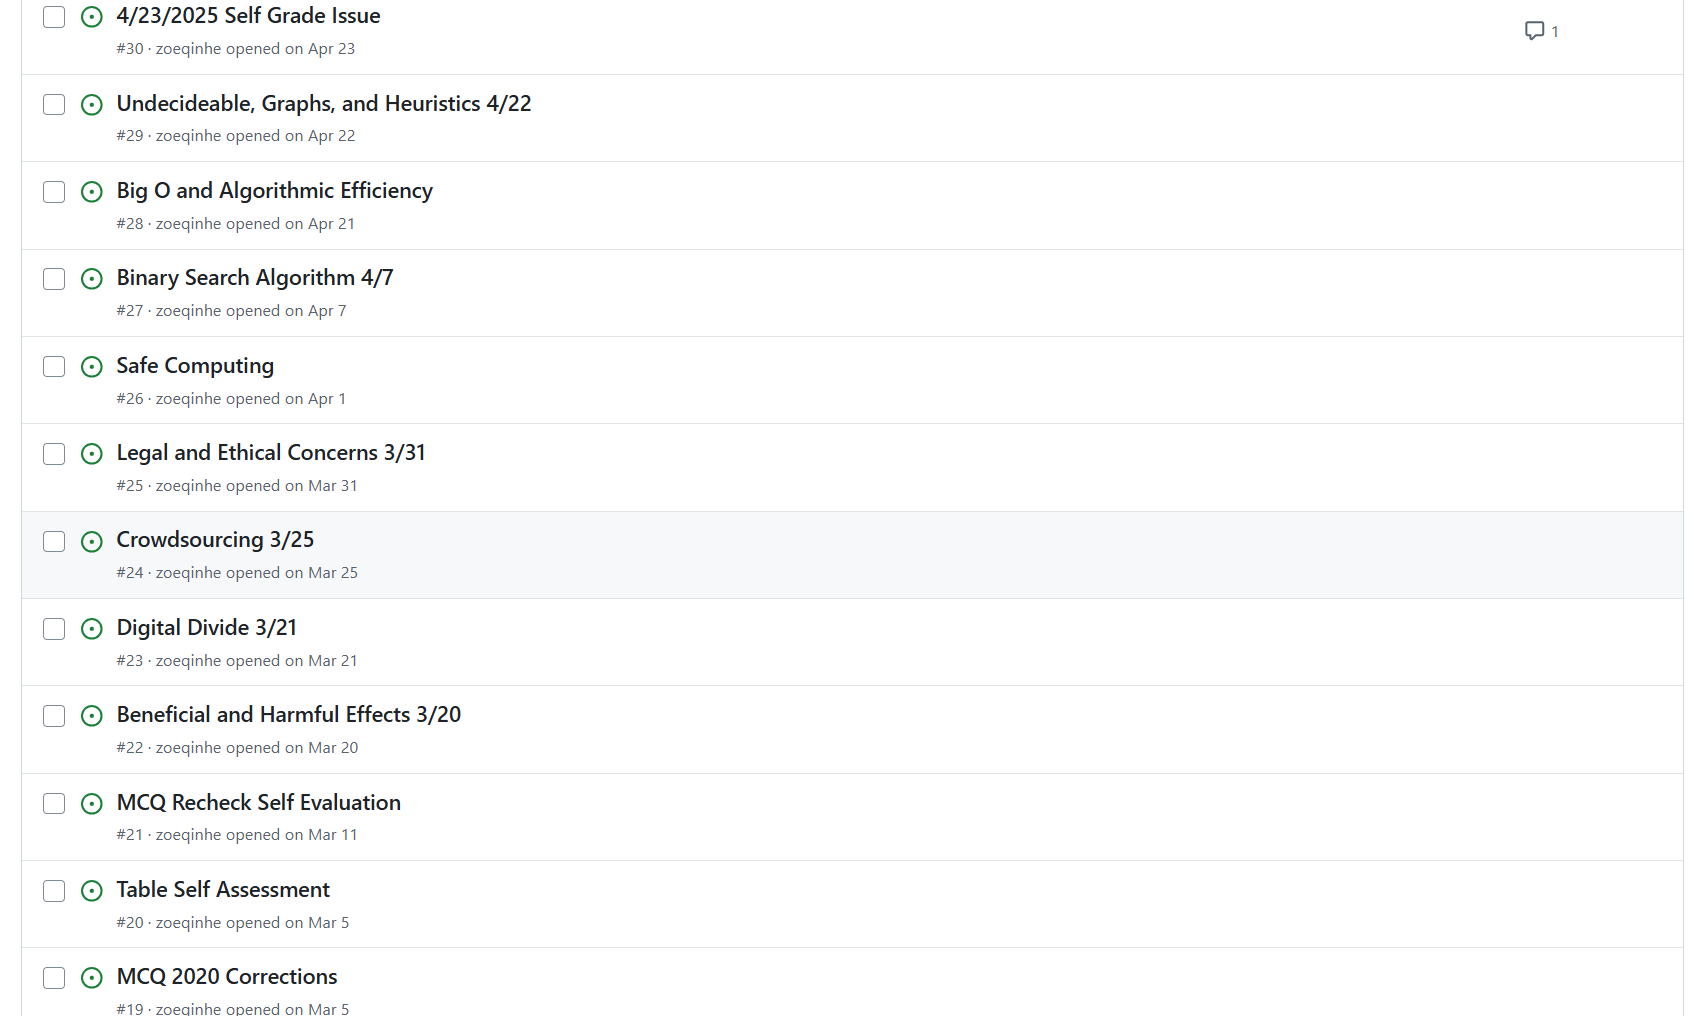 4/23/2025 Self Grade Issue
1
#30 · zoeqinhe opened on Apr 23
Undecideable, Graphs, and Heuristics 4/22
#29 · zoeqinhe opened on Apr 22
Big O and Algorithmic Efficiency
#28 · zoeqinhe opened on Apr 21
Binary Search Algorithm 4/7
#27 · zoeqinhe opened on Apr 7
Safe Computing
#26 · zoeqinhe opened on Apr 1
Legal and Ethical Concerns 3/31
#25 · zoeqinhe opened on Mar 31
Crowdsourcing 3/25
#24 · zoeqinhe opened on Mar 25
Digital Divide 3/21
#23 · zoeqinhe opened on Mar 21
Beneficial and Harmful Effects 3/20
#22 · zoeqinhe opened on Mar 20
MCQ Recheck Self Evaluation
#21 · zoeqinhe opened on Mar 11
Table Self Assessment
#20 · zoeqinhe opened on Mar 5
MCQ 2020 Corrections
#19 · zoeqinhe opened on Mar 5